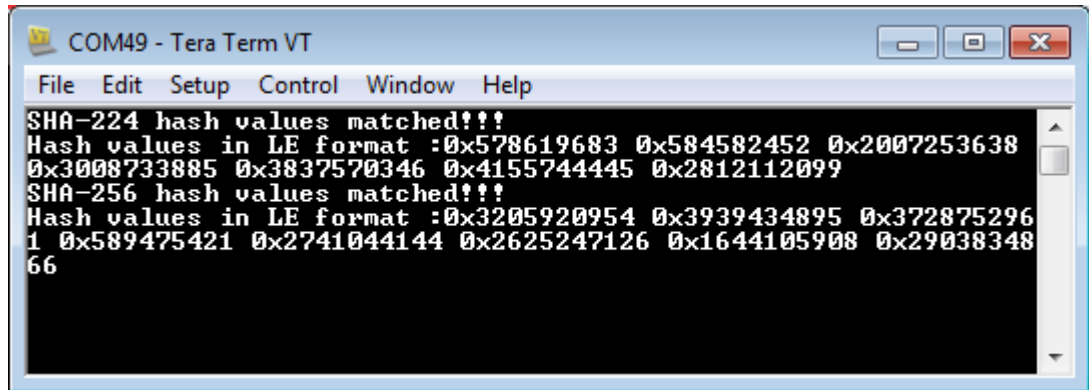 COM49 - Tera Term VT
File Edit Setup Control Window Help
SHA-224 hash values matched!!!
Hash values in LE format :0x578619683 0x584582452 0x2007253638
0x3008733885 0x3837570346 0x4155744445 0x2812112099
SHA-256 hash values matched!!!
Hash values in LE format :0x3205920954 0x3939434895 0x372875296
1 0x589475421 0x2741044144 0x2625247126 0x1644105908 0x29038348
66